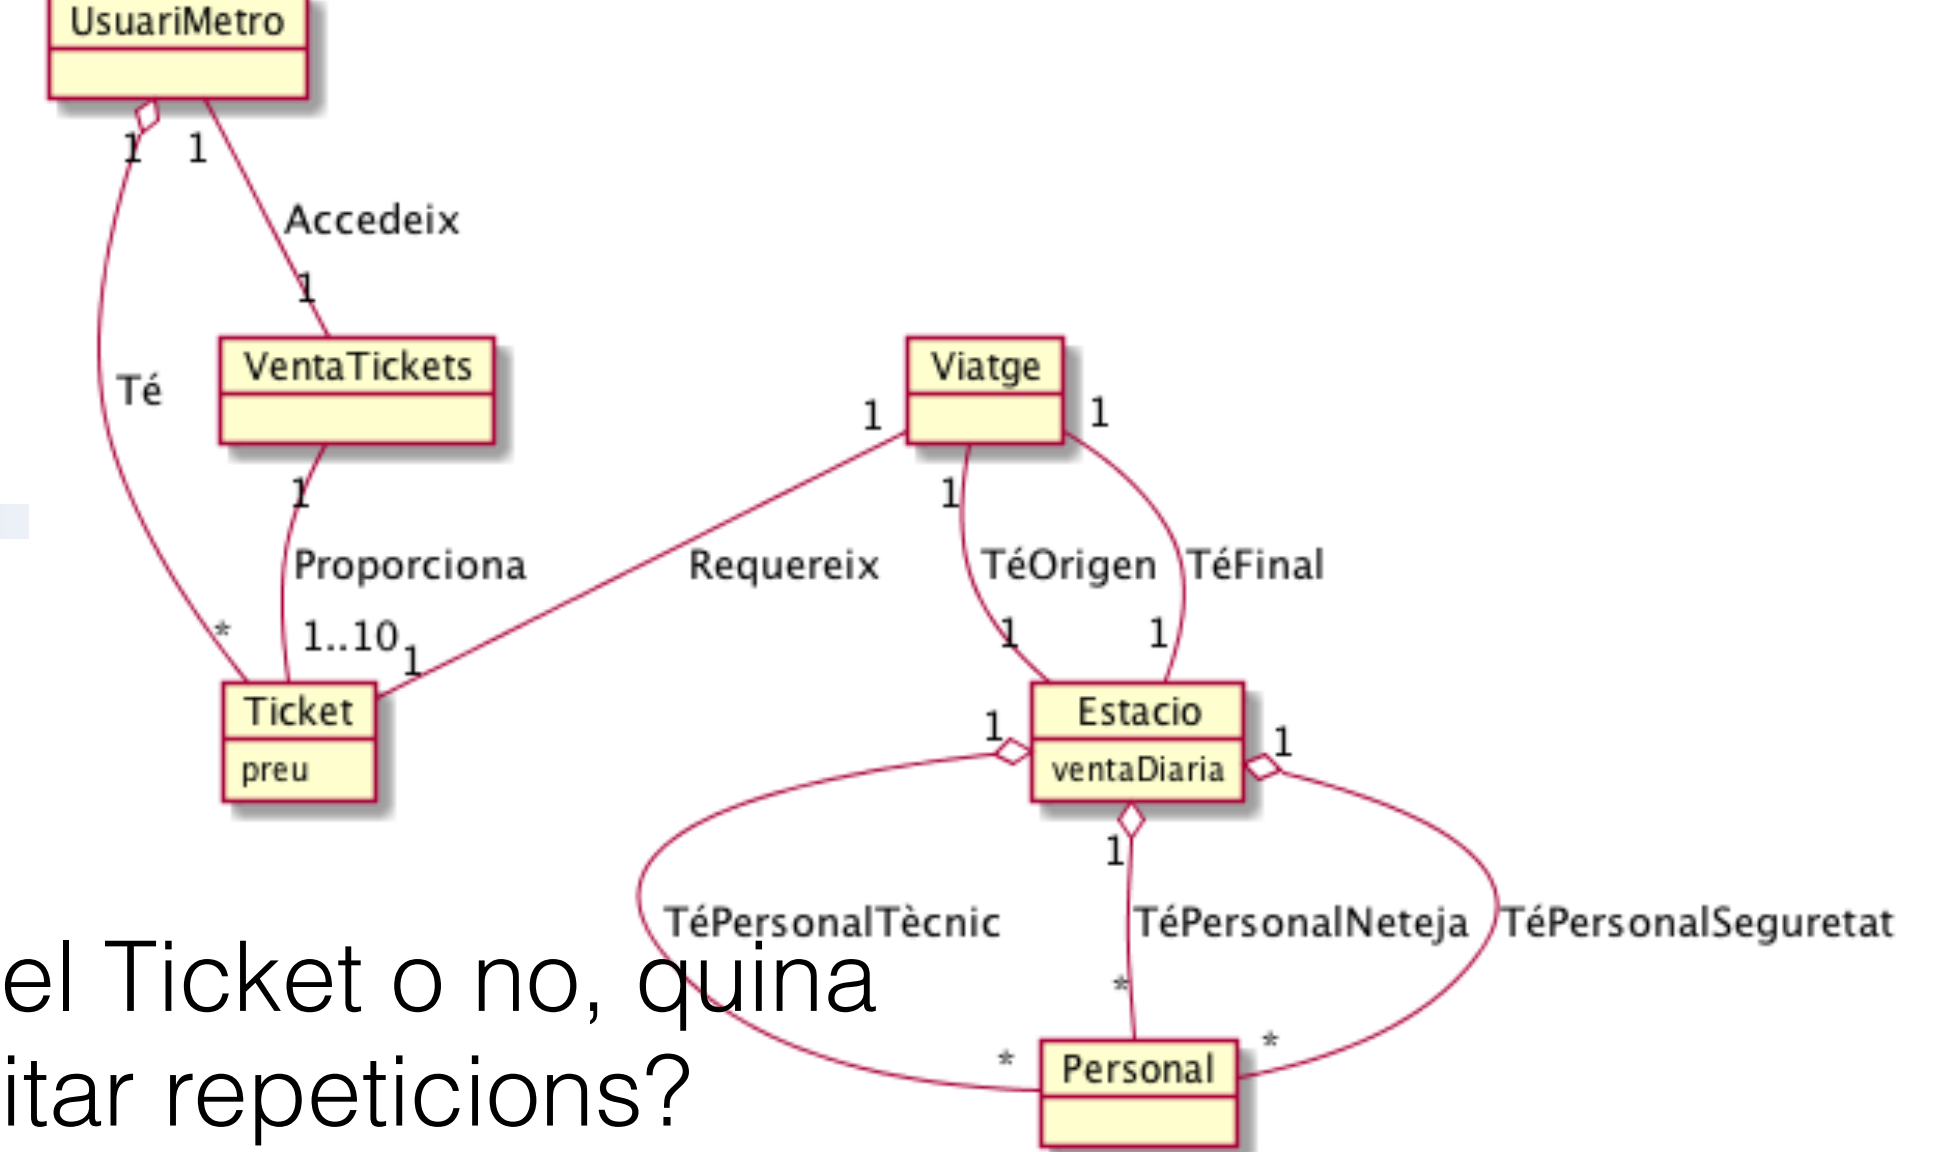 UsuariMetro
1
1
Accedeix
1
Té
VentaTickets
Viatge
1
1
1
1
Proporciona
Requereix
TéOrigen
TéFinal
*
1..10
1
1
1
Ticket
preu
Estacio
ventaDiaria
1
1
1
TéPersonalTècnic
TéPersonalNeteja
TéPersonalSeguretat
*
*
*
Personal
el Ticket o no, quina
itar repeticions?